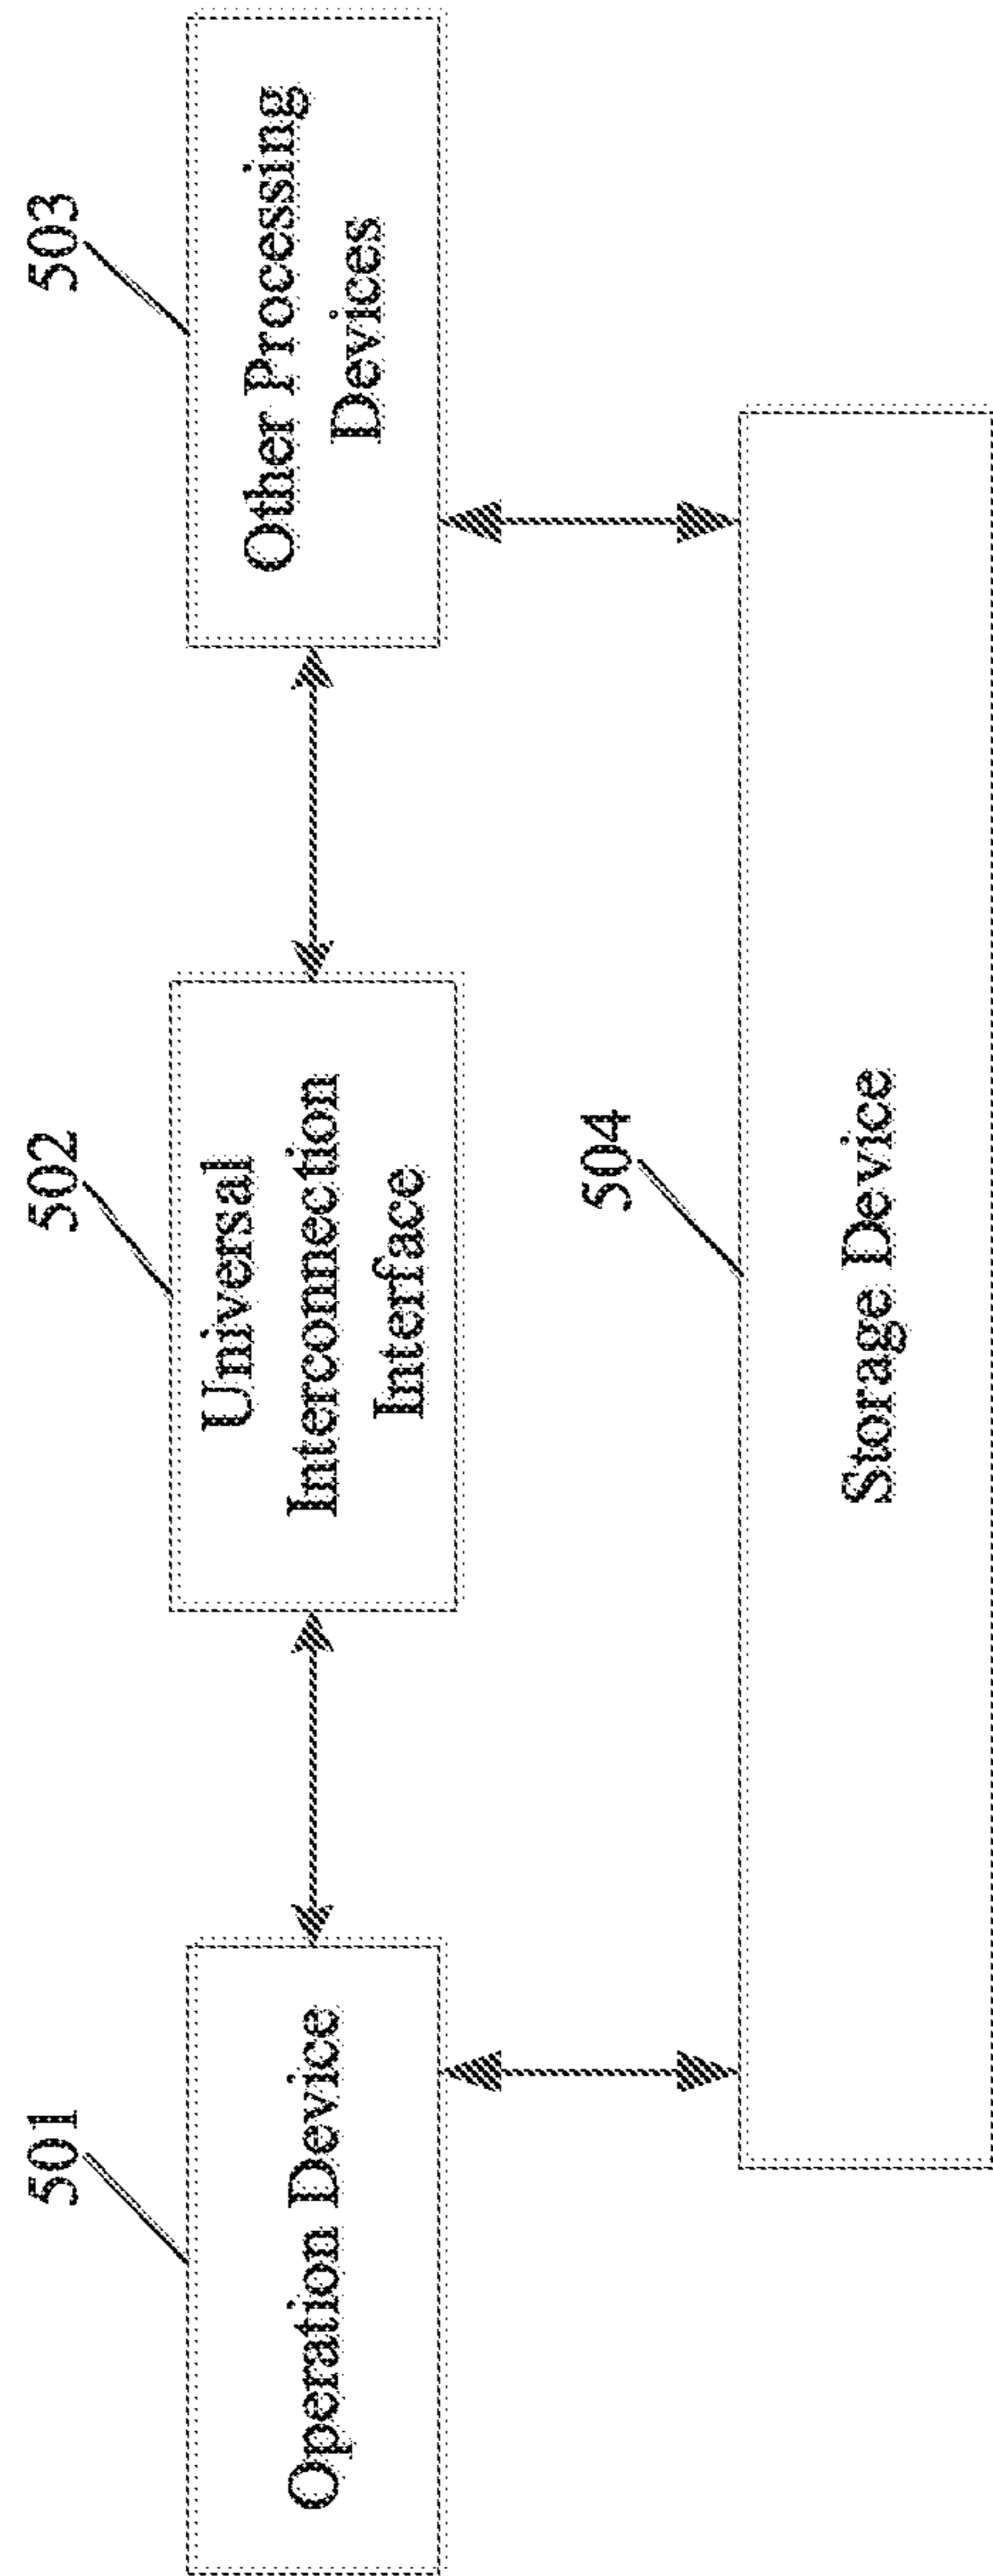 501
502
503
Operation Device
Universal
Interconnection
Interface
Other Processing
Devices
504
Storage Device